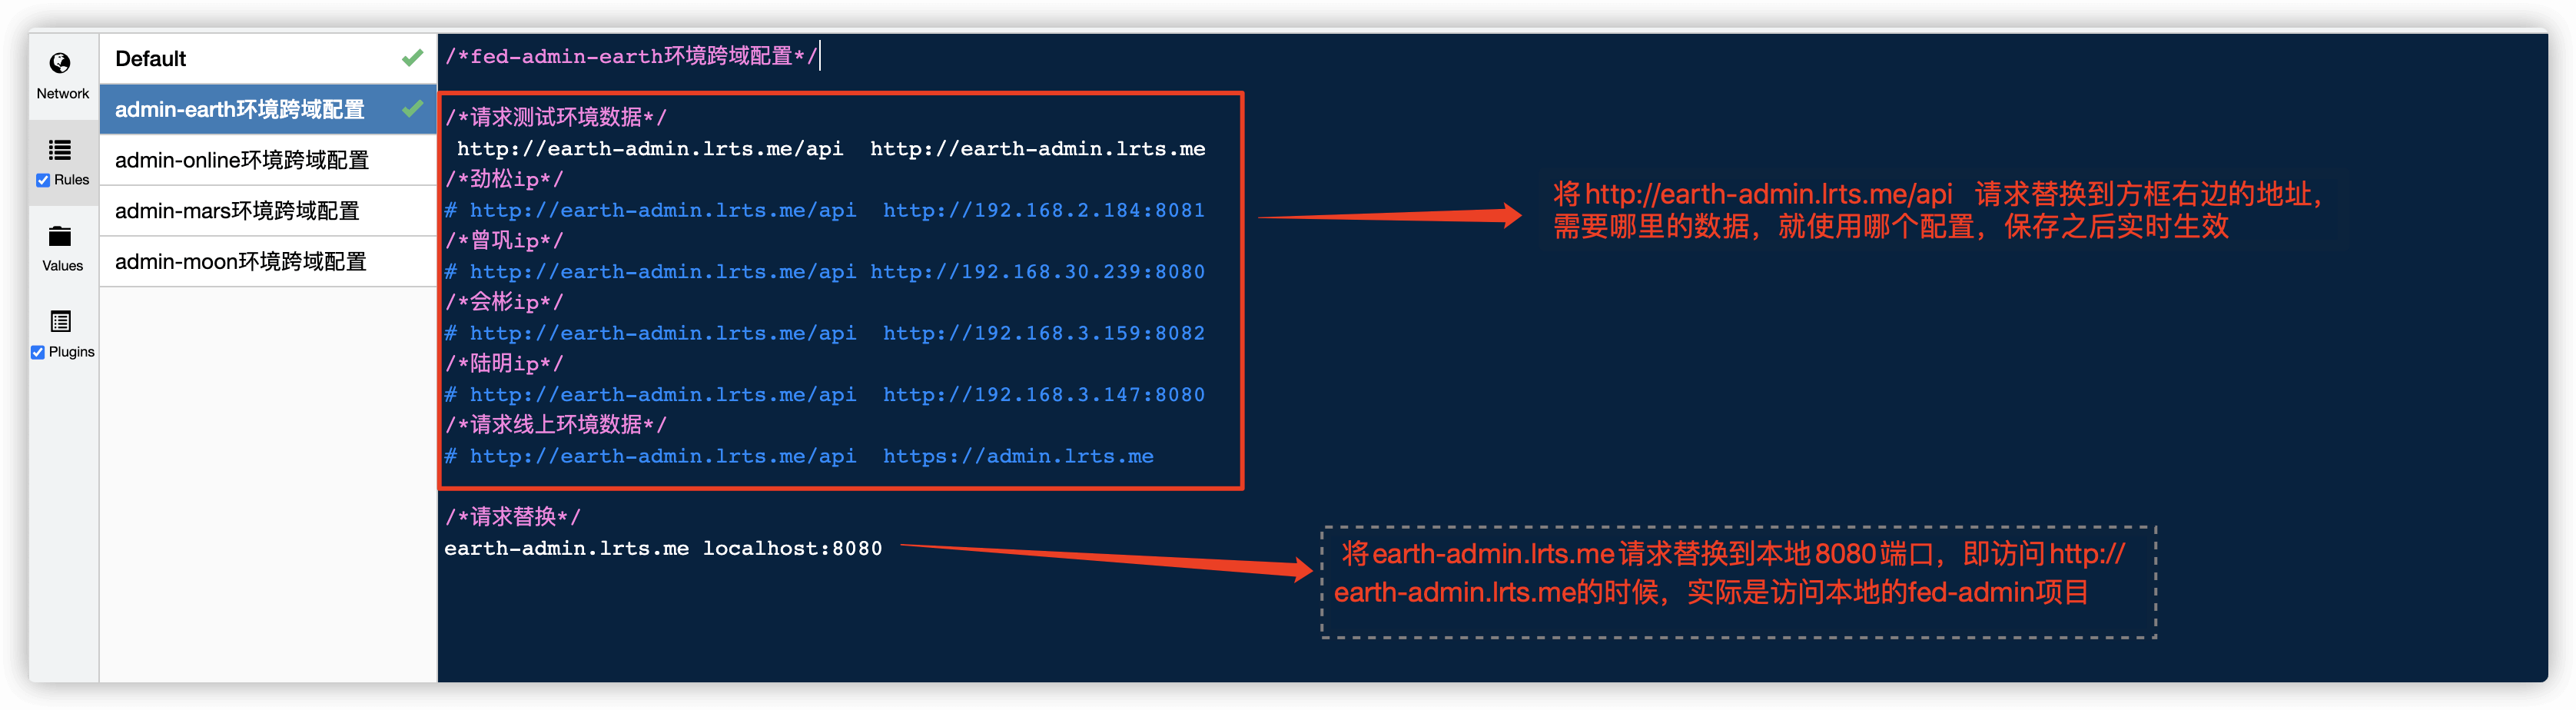 Network
Rules
Values
Plugins
Default
admin-earth环境跨域配置
admin-online环境跨域配置
admin-mars环境跨域配置
admin-moon环境跨域配置
/*fed-admin-earth环境跨域配置*/
/*请求测试环境数据*/
http://earth-admin.lrts.me/api  http://earth-admin.lrts.me
/*劲松ip*/
# http://earth-admin.lrts.me/api  http://192.168.2.184:8081
/*曾巩ip*/
# http://earth-admin.lrts.me/api http://192.168.30.239:8080
/*会彬ip*/
# http://earth-admin.lrts.me/api  http://192.168.3.159:8082
/*陆明ip*/
# http://earth-admin.lrts.me/api  http://192.168.3.147:8080
/*请求线上环境数据*/
# http://earth-admin.lrts.me/api  https://admin.lrts.me
/*请求替换*/
earth-admin.lrts.me localhost:8080
将http://earth-admin.lrts.me/api 请求替换到方框右边的地址，
需要哪里的数据，就使用哪个配置，保存之后实时生效
将earth-admin.lrts.me请求替换到本地8080端口，即访问http://
earth-admin.lrts.me的时候，实际是访问本地的fed-admin项目